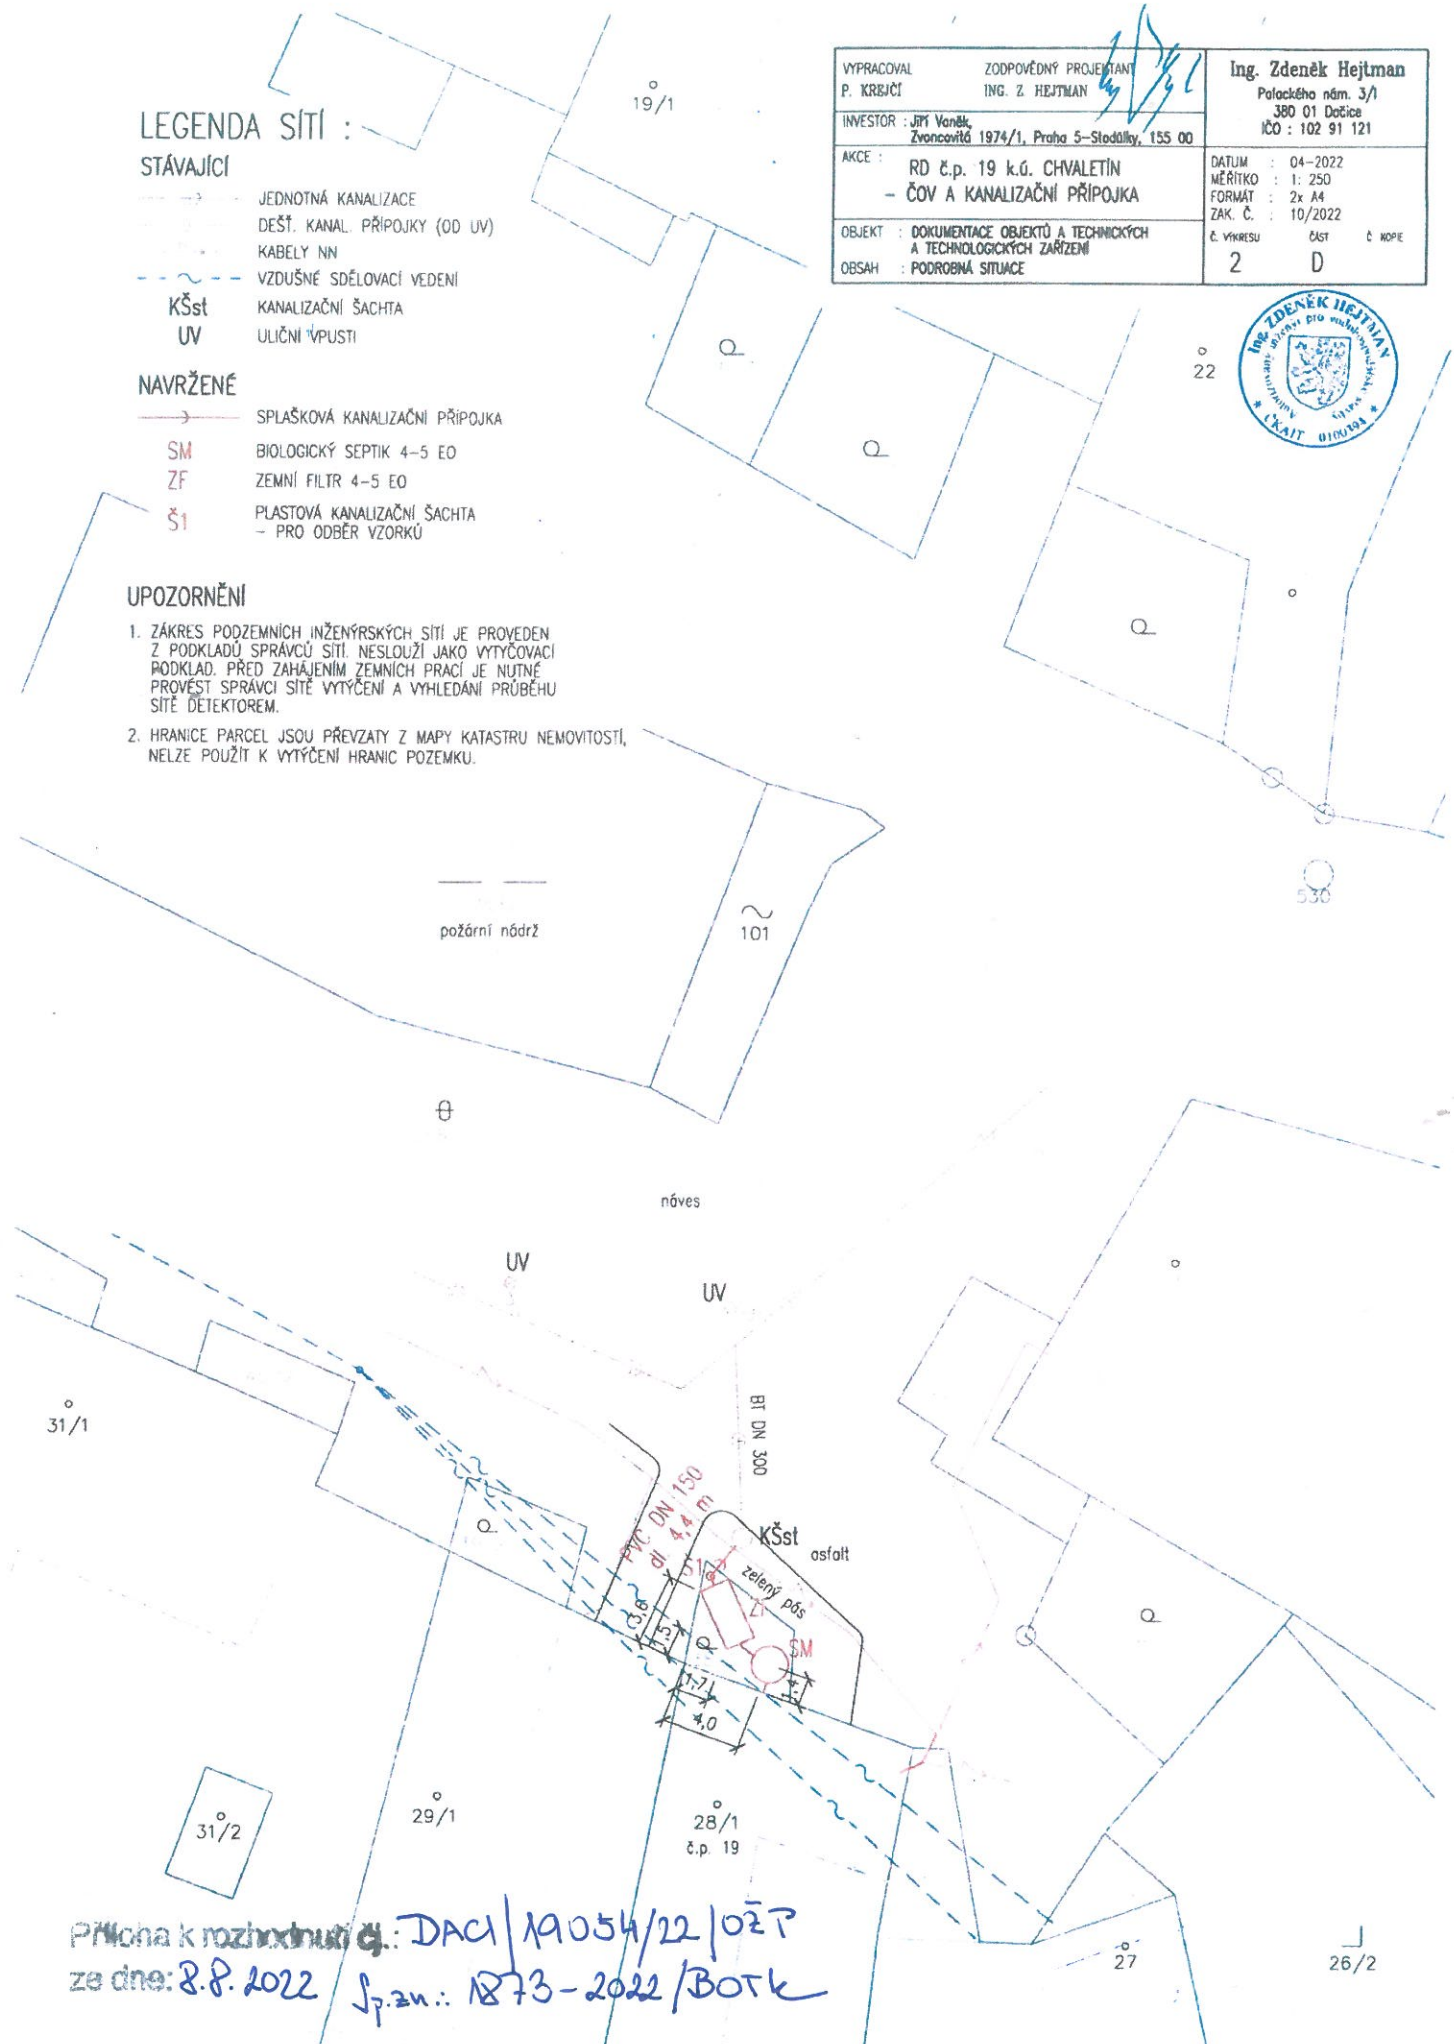 VYPRACOVAL ZODPOVĚDNÝ PROJEKTANT
P. KREJČÍ ING. Z HEJTMAN
Ing. Zdeněk Hejtman
Palackého nám. 3/1
380 01 Dačice
IČO : 102 91 121
INVESTOR : Jiří Vaněk,
Zvoncovitá 1974/1, Praha 5-Stodůlky, 155 00
AKCE : RD č.p. 19 k.ú. CHVALETÍN
- ČOV A KANALIZAČNÍ PŘÍPOJKA
DATUM : 04-2022
MĚŘÍTKO : 1: 250
FORMÁT : 2x A4
ZAK. Č. : 10/2022
OBJEKT : DOKUMENTACE OBJEKTŮ A TECHNICKÝCH
A TECHNOLOGICKÝCH ZAŘÍZENÍ
OBSAH : PODROBNÁ SITUACE
Č. VÝKRESU ČÁST Č KOPIE
2 D
Ing. ZDENĚK HEJTMAN
ČKAIT 0100394
LEGENDA SÍTÍ :
STÁVAJÍCÍ
JEDNOTNÁ KANALIZACE
DEŠŤ. KANAL. PŘÍPOJKY (OD UV)
KABELY NN
VZDUŠNÉ SDĚLOVACÍ VEDENÍ
KŠst KANALIZAČNÍ ŠACHTA
UV ULIČNÍ VPUSTI
NAVRŽENÉ
SPLAŠKOVÁ KANALIZAČNÍ PŘÍPOJKA
SM BIOLOGICKÝ SEPTIK 4-5 EO
ZF ZEMNÍ FILTR 4-5 EO
Š1 PLASTOVÁ KANALIZAČNÍ ŠACHTA
- PRO ODBĚR VZORKŮ
UPOZORNĚNÍ
1. ZÁKRES PODZEMNÍCH INŽENÝRSKÝCH SÍTÍ JE PROVEDEN
Z PODKLADŮ SPRÁVCŮ SÍTÍ. NESLOUŽÍ JAKO VYTYČOVACÍ
PODKLAD. PŘED ZAHÁJENÍM ZEMNÍCH PRACÍ JE NUTNÉ
PROVÉST SPRÁVCI SÍTĚ VYTÝČENÍ A VYHLEDÁNÍ PRŮBĚHU
SÍTĚ DETEKTOREM.
2. HRANICE PARCEL JSOU PŘEVZATY Z MAPY KATASTRU NEMOVITOSTÍ,
NELZE POUŽÍT K VYTÝČENÍ HRANIC POZEMKU.
19/1
22
530
požární nádrž
101
náves
UV
UV
31/1
BT DN 300
PVC DN 150
dl. 4,4 m
KŠst
asfalt
Š1
zelený pás
ZF
SM
3,6
1,5
1,7
4,0
1,4
31/2
29/1
28/1
č.p. 19
27
26/2
Příloha k rozhodnutí čj.: DACI/19054/22/OŽP
ze dne: 8.8.2022 Sp.zn.: 1873-2022/BOTK